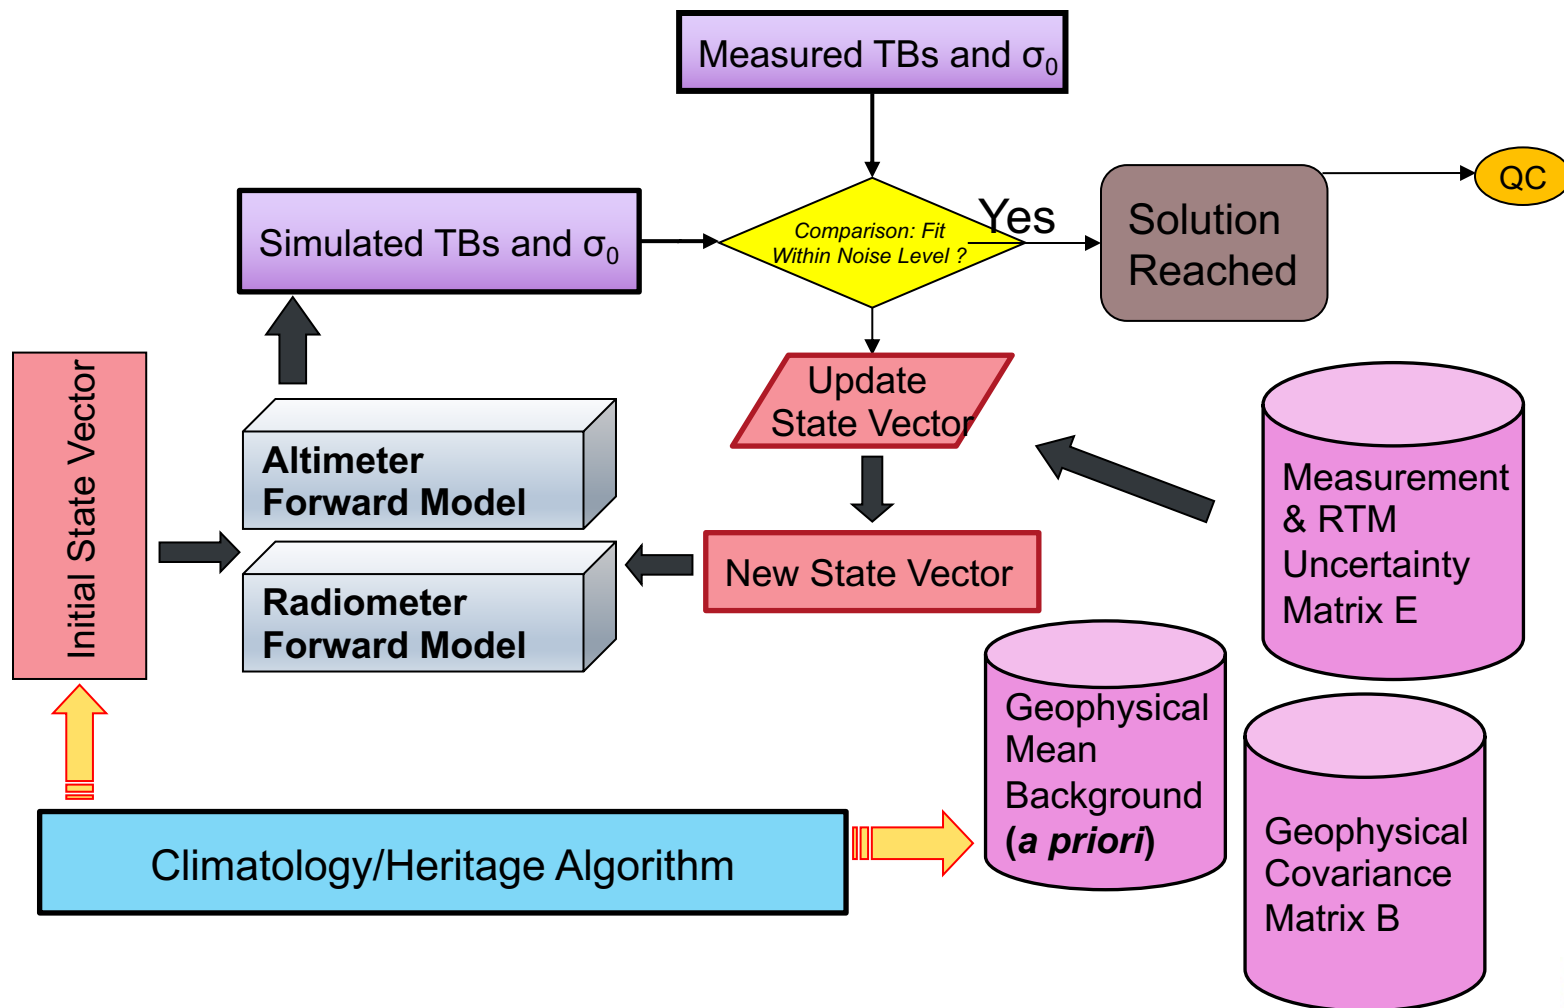 Measured TBs and σ0
Simulated TBs and σ0
Comparison: Fit
Within Noise Level ?
Yes
Solution
Reached
QC
Initial State Vector
Altimeter
Forward Model
Radiometer
Forward Model
Update
State Vector
New State Vector
Measurement
& RTM
Uncertainty
Matrix E
Geophysical
Mean
Background
(a priori)
Geophysical
Covariance
Matrix B
Climatology/Heritage Algorithm